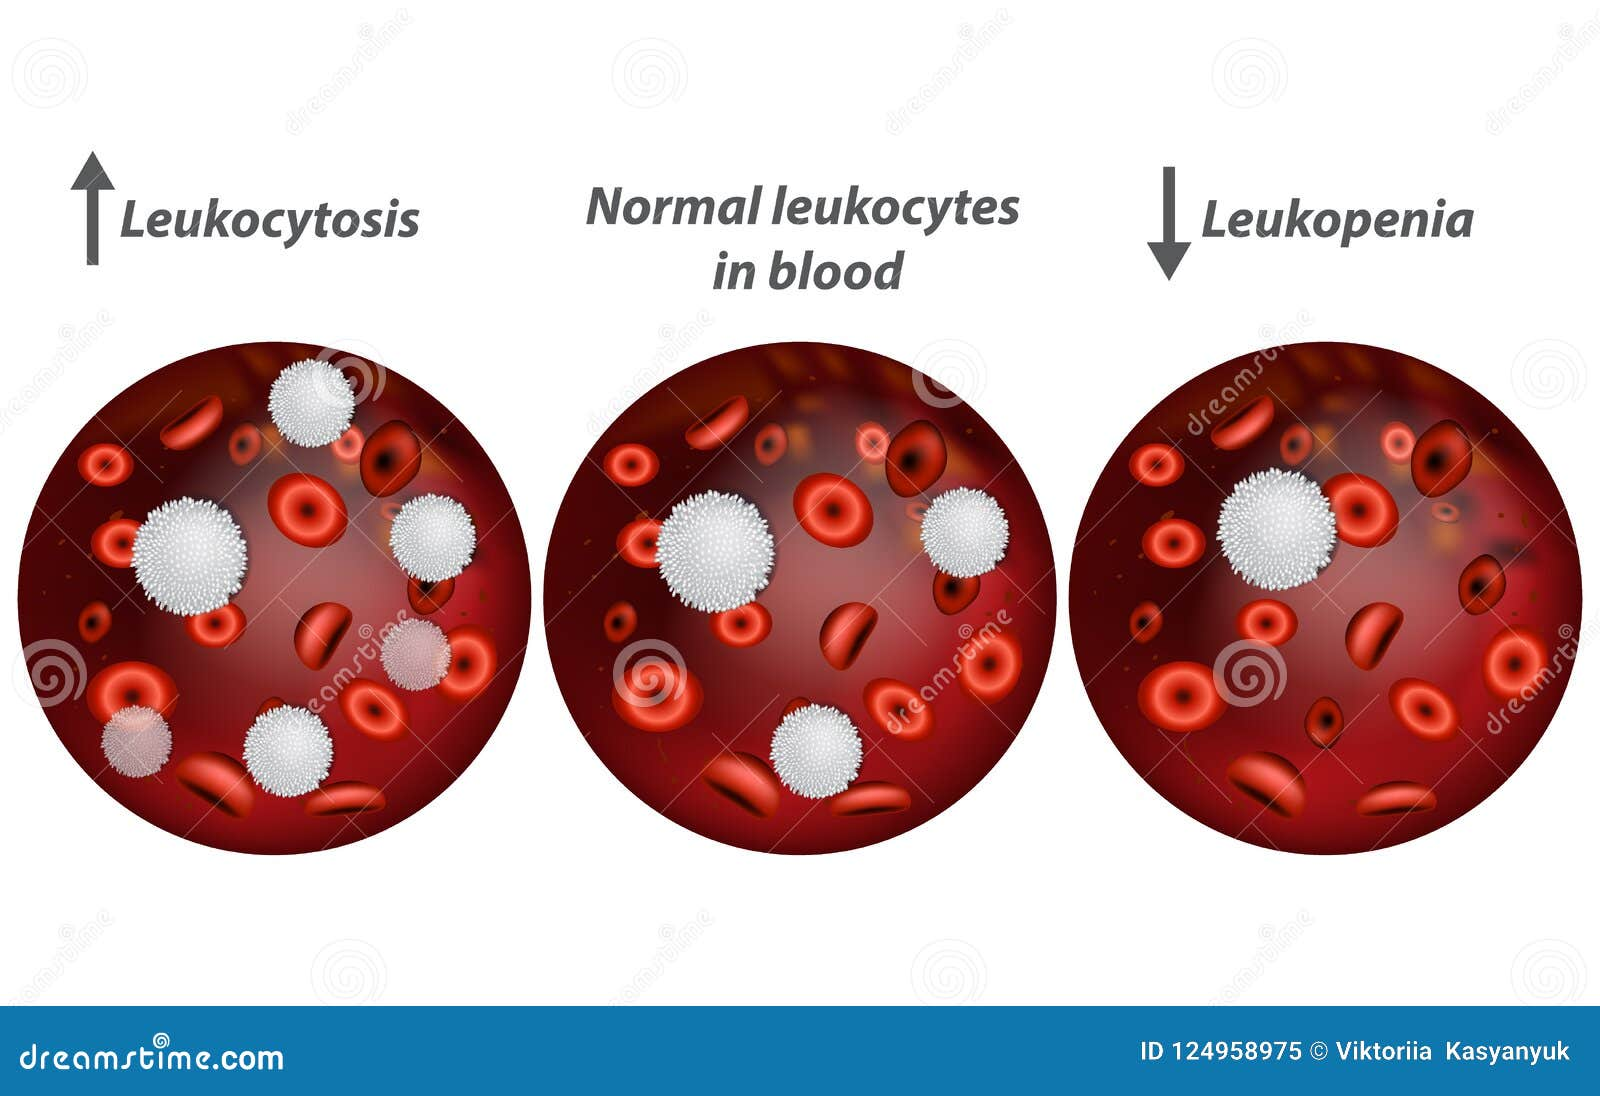 Leukocytosis
Normal leukocytes
in blood
Leukopenia
dreamstime.com
ID 124958975 © Viktoriia Kasyanyuk